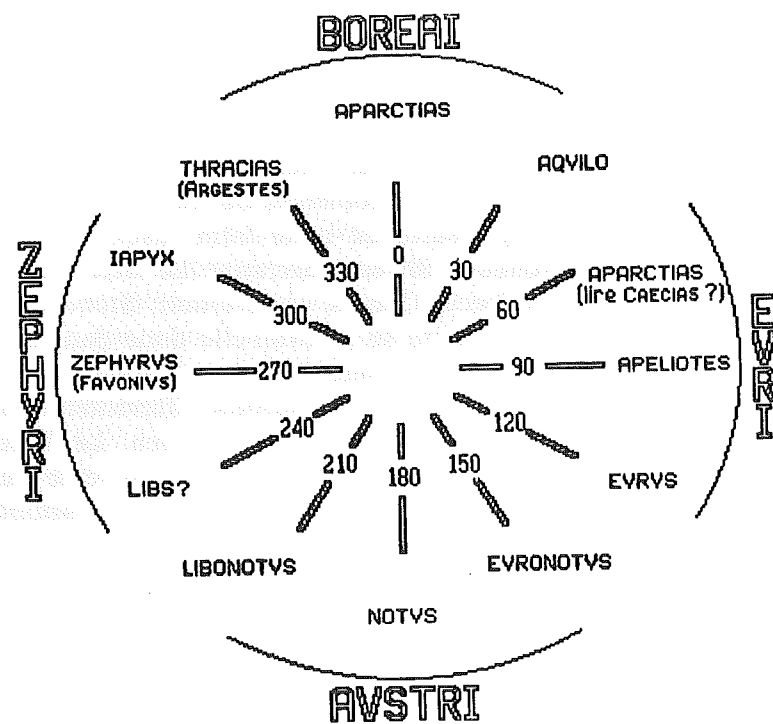 BOREAI
APARCTIAS
THRACIAS
(ARGESTES)
AQVILO
0
330
30
IAPYX
APARCTIAS
(lire CAECIAS ?)
300
60
ZEPHYRI
ZEPHYRVS
(FAVONIVS)
270
90
APELIOTES
EVRI
240
120
LIBS?
EVRVS
210
180
150
LIBONOTVS
EVRONOTVS
NOTVS
AVSTRI